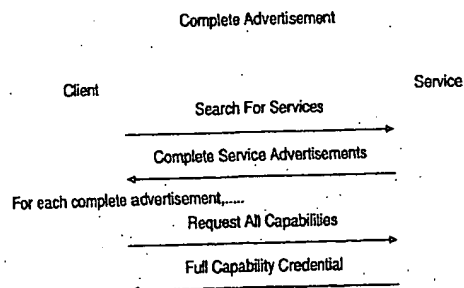 Complete Advertisement
Client
Service
Search For Services
Complete Service Advertisements
For each complete advertisement,.....
Request All Capabilities
Full Capability Credential